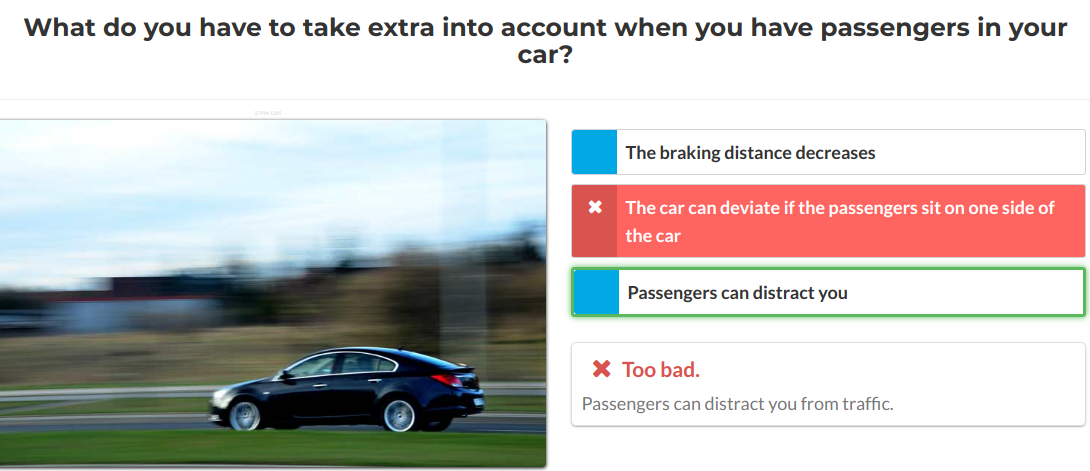 What do you have to take extra into account when you have passengers in your
car?
The braking distance decreases
The car can deviate if the passengers sit on one side of
the car
Passengers can distract you
Too bad.
Passengers can distract you from traffic.